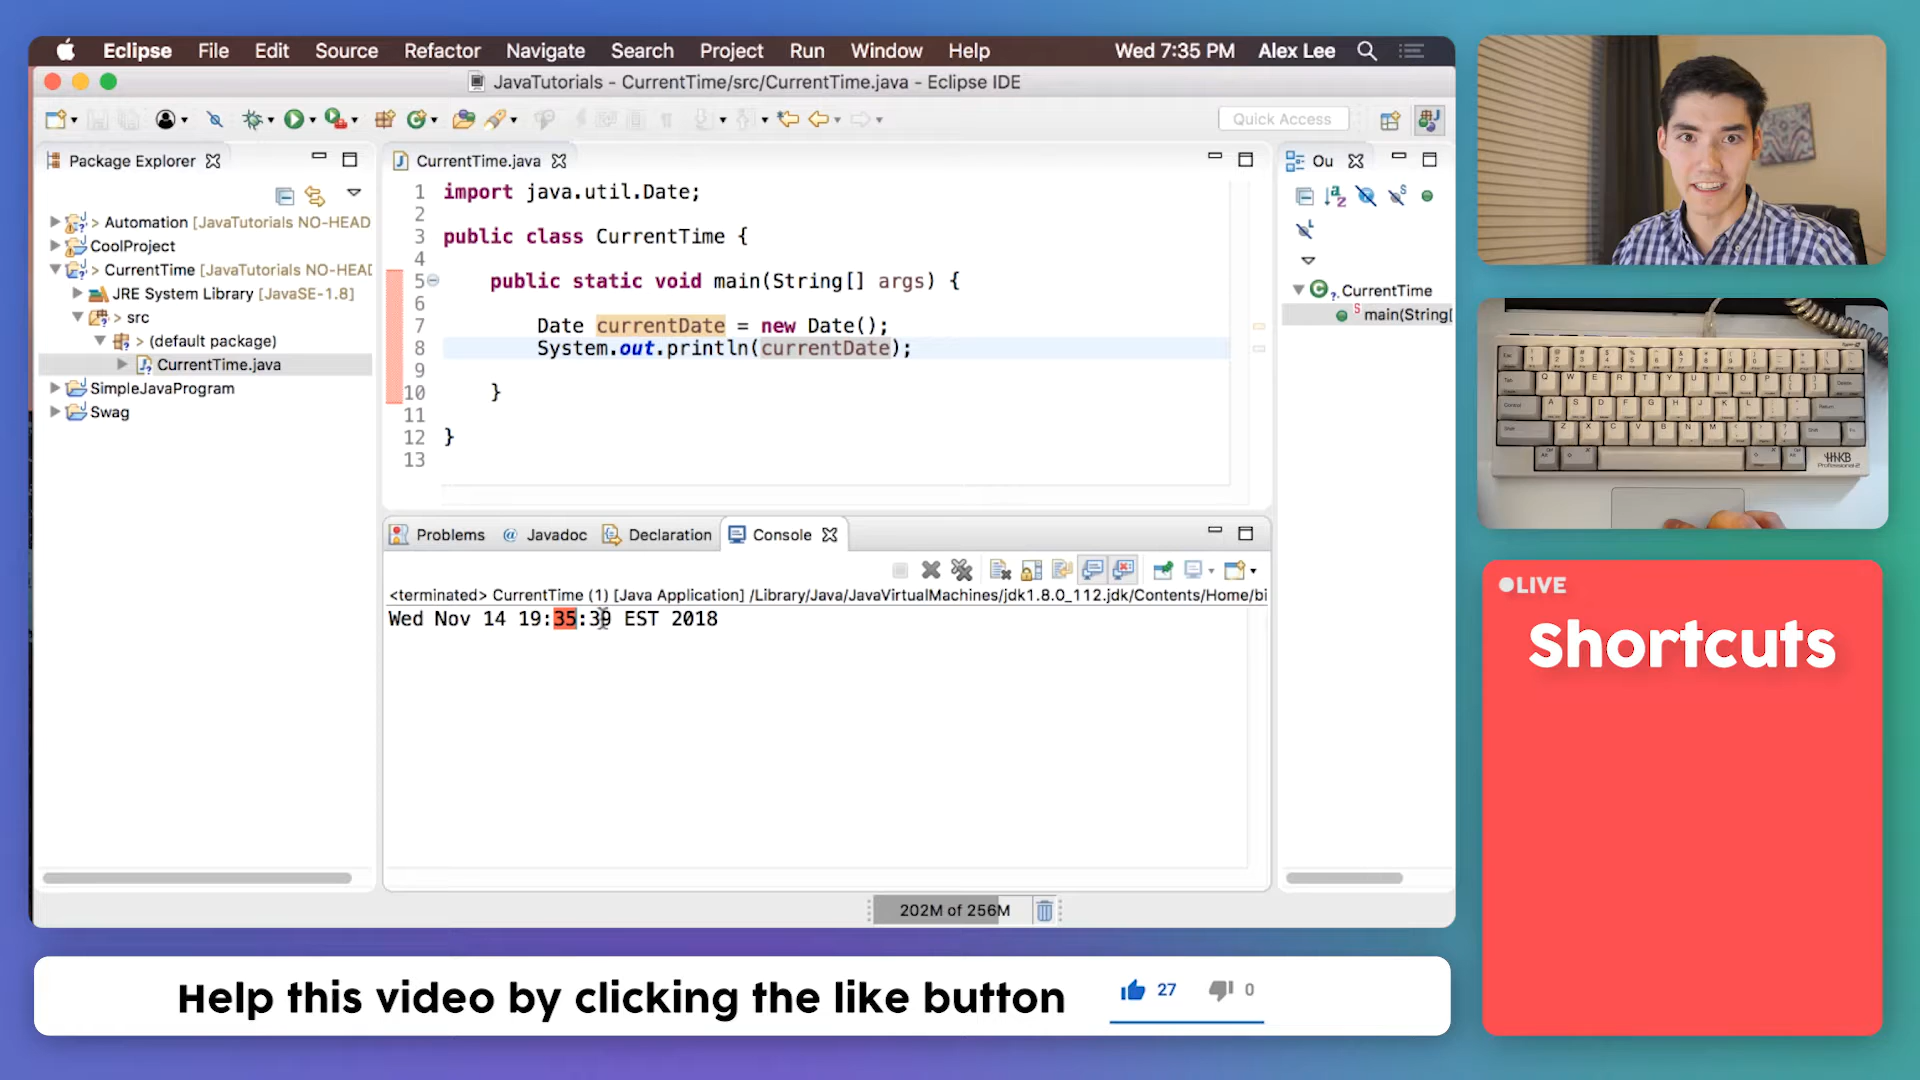 Eclipse File Edit Source Refactor Navigate Search Project Run Window Help Wed 7:35 PM Alex Lee
JavaTutorials - CurrentTime/src/CurrentTime.java - Eclipse IDE
Quick Access
Package Explorer
> Automation [JavaTutorials NO-HEAD
CoolProject
> CurrentTime [JavaTutorials NO-HEAD
JRE System Library [JavaSE-1.8]
> src
> (default package)
CurrentTime.java
SimpleJavaProgram
Swag
CurrentTime.java
1 import java.util.Date;
2
3 public class CurrentTime {
4
5 public static void main(String[] args) {
6
7 Date currentDate = new Date();
8 System.out.println(currentDate);
9
10 }
11
12 }
13
Ou
CurrentTime
main(String[
Problems Javadoc Declaration Console
<terminated> CurrentTime (1) [Java Application] /Library/Java/JavaVirtualMachines/jdk1.8.0_112.jdk/Contents/Home/bi
Wed Nov 14 19:35:39 EST 2018
202M of 256M
HHKB
Professional 2
LIVE
Shortcuts
Help this video by clicking the like button
27 0